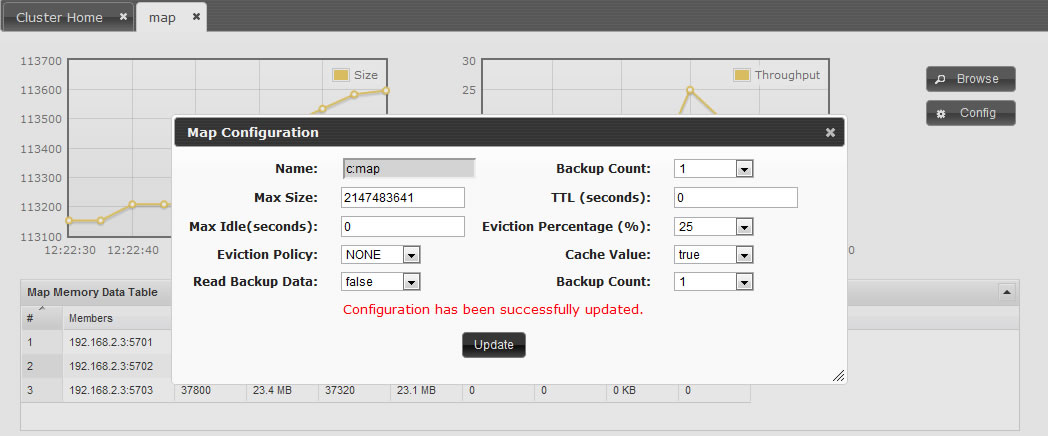 Cluster Home
map
113700
113600
113500
113400
113300
113200
113100
12:22:30
12:22:40
Size
30
25
Throughput
0
Browse
Config
Map Configuration
Name: c:map Backup Count: 1
Max Size: 2147483641 TTL (seconds): 0
Max Idle(seconds): 0 Eviction Percentage (%): 25
Eviction Policy: NONE Cache Value: true
Read Backup Data: false Backup Count: 1
Configuration has been successfully updated.
Update
Map Memory Data Table
# Members
1 192.168.2.3:5701
2 192.168.2.3:5702
3 192.168.2.3:5703 37800 23.4 MB 37320 23.1 MB 0 0 0 KB 0